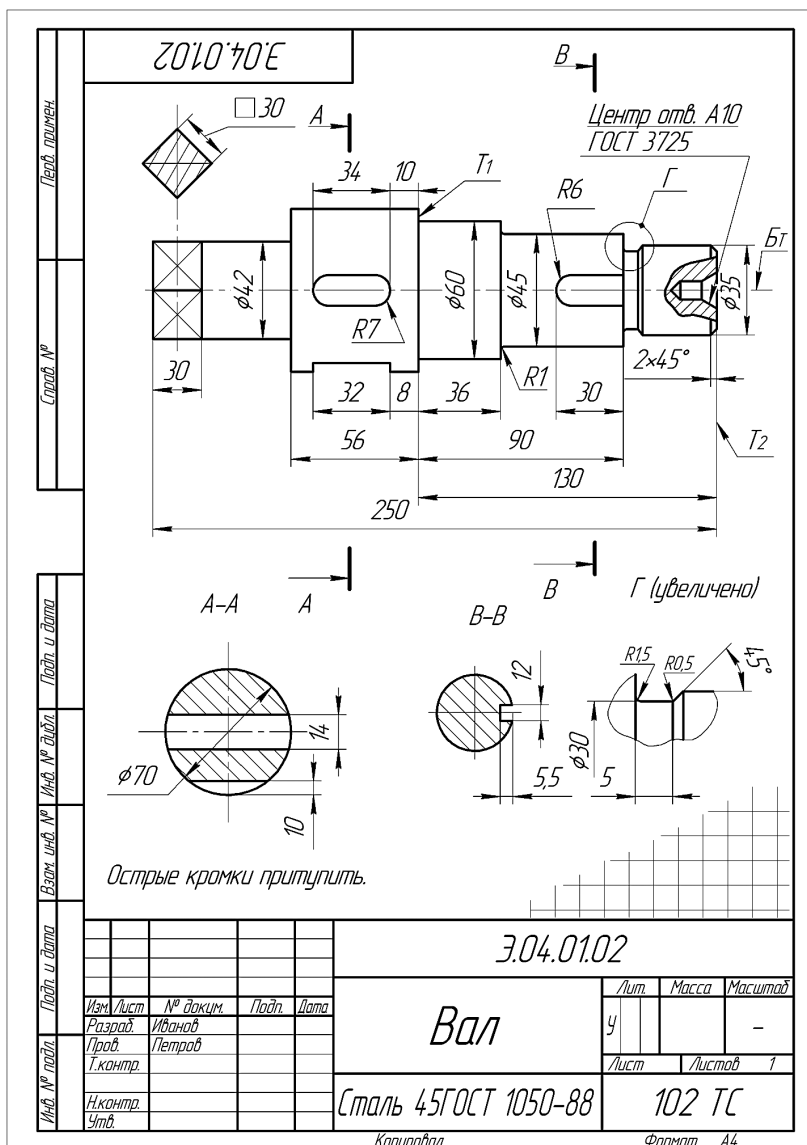 Э.04.01.02
Перв. примен.
Справ. №
Подп. и дата
Инв. № дубл.
Взам. инв. №
Подп. и дата
Инв. № подл.
□30
А
В
Центр отв. А10
ГОСТ 3725
34
10
Т1
R6
Г
Бт
ϕ42
R7
ϕ60
ϕ45
ϕ35
30
32
8
36
R1
30
2×45°
56
90
Т2
130
250
А-А
А
В-В
В
Г (увеличено)
14
ϕ70
10
12
5,5
R1,5
R0,5
45°
ϕ30
5
Острые кромки притупить.
Э.04.01.02
Изм. Лист № докум. Подп. Дата
Разраб. Иванов
Пров. Петров
Т.контр.
Н.контр.
Утв.
Вал
Лит. Масса Масштаб
У –
Лист Листов 1
Сталь 45ГОСТ 1050-88
102 ТС
Копировал Формат А4